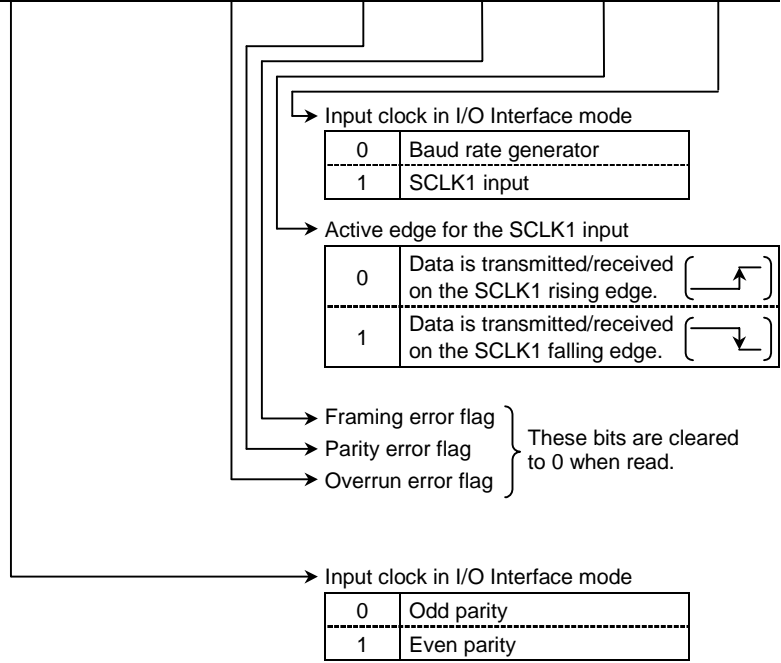 Input clock in I/O Interface mode
0 Baud rate generator
1 SCLK1 input
Active edge for the SCLK1 input
0 Data is transmitted/received
on the SCLK1 rising edge.
1 Data is transmitted/received
on the SCLK1 falling edge.
Framing error flag
Parity error flag
Overrun error flag
These bits are cleared
to 0 when read.
Input clock in I/O Interface mode
0 Odd parity
1 Even parity